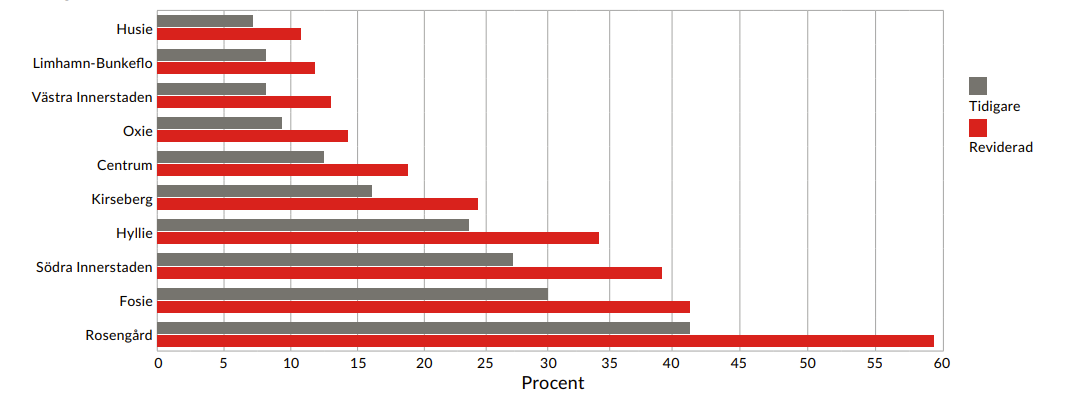 Husie
Limhamn-Bunkeflo
Västra Innerstaden
Oxie
Centrum
Kirseberg
Hyllie
Södra Innerstaden
Fosie
Rosengård
0 5 10 15 20 25 30 35 40 45 50 55 60
Procent
Tidigare
Reviderad